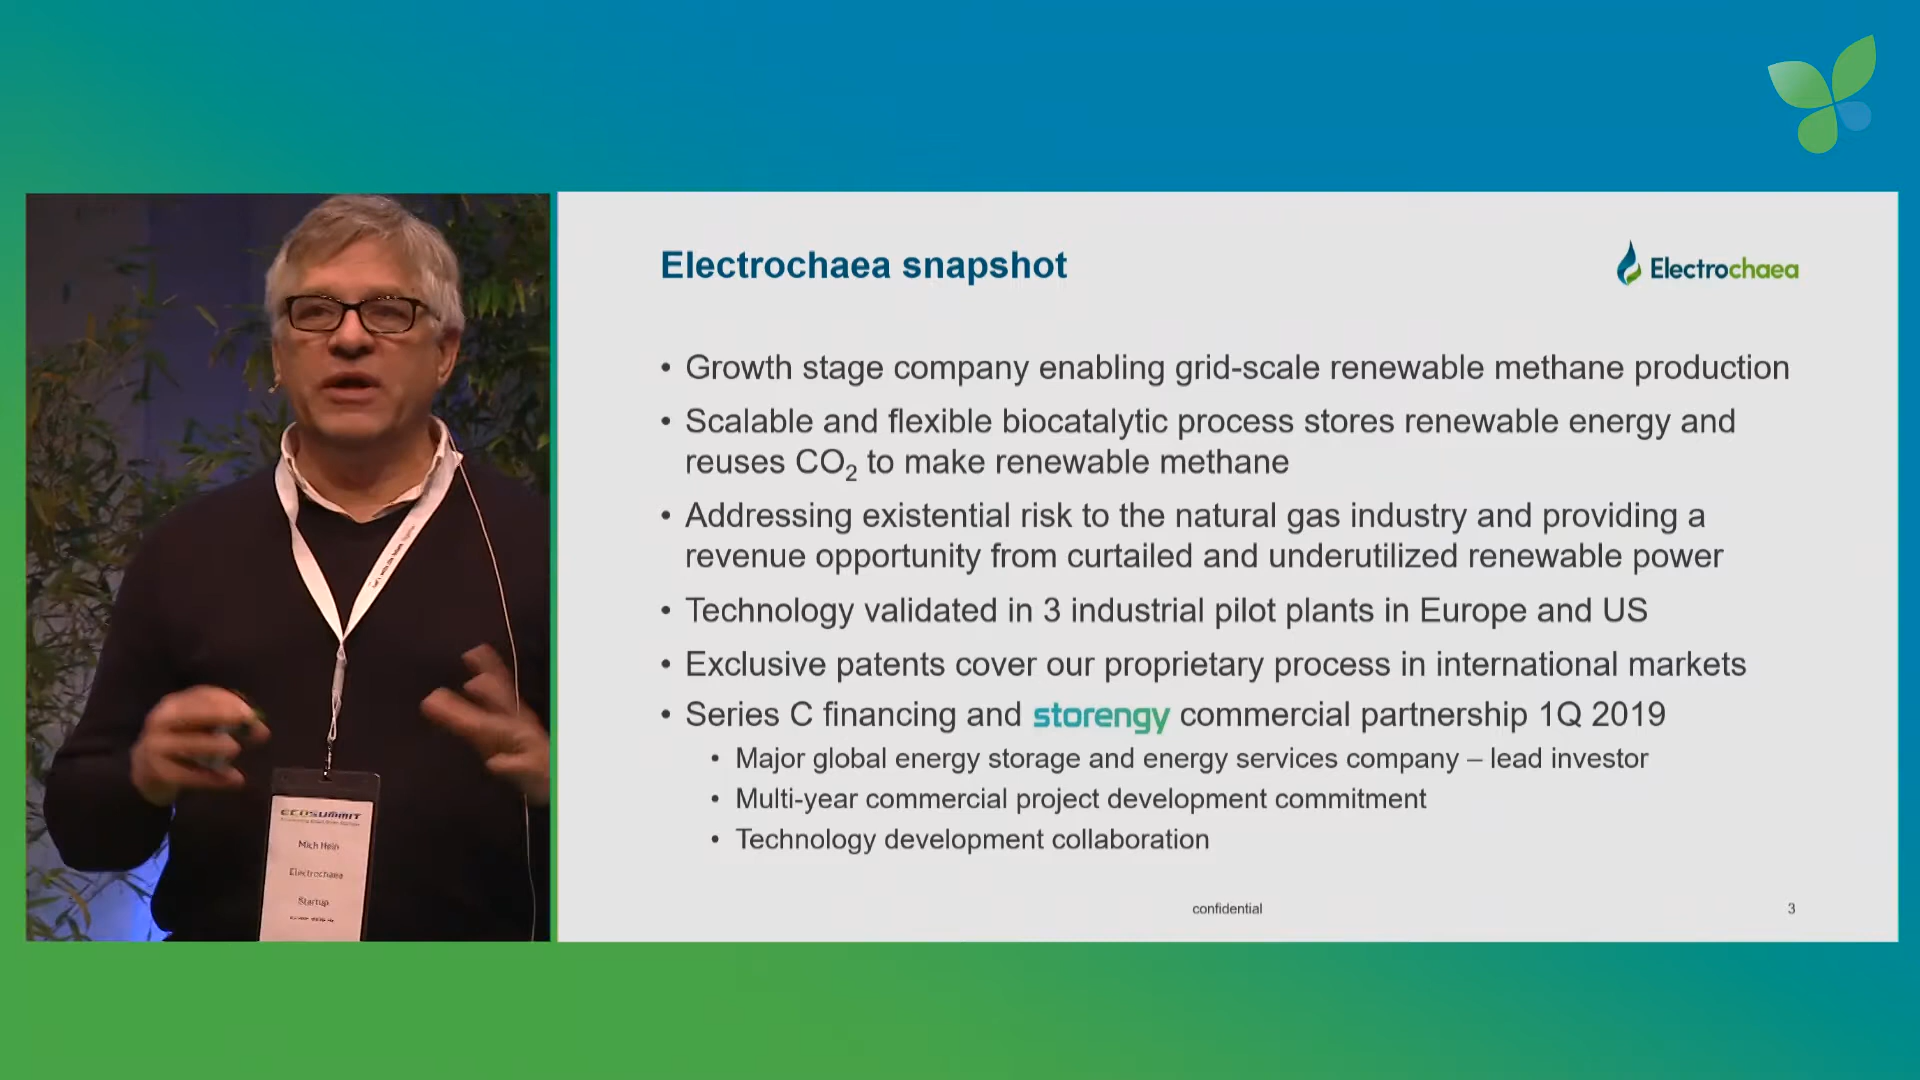 Electrochaea snapshot
Electrochaea
• Growth stage company enabling grid-scale renewable methane production
• Scalable and flexible biocatalytic process stores renewable energy and
reuses CO₂ to make renewable methane
• Addressing existential risk to the natural gas industry and providing a
revenue opportunity from curtailed and underutilized renewable power
• Technology validated in 3 industrial pilot plants in Europe and US
• Exclusive patents cover our proprietary process in international markets
• Series C financing and storengy commercial partnership 1Q 2019
• Major global energy storage and energy services company – lead investor
• Multi-year commercial project development commitment
• Technology development collaboration
confidential
3
ECOSUMMIT
Mich Hein
Electrochaea
Startup